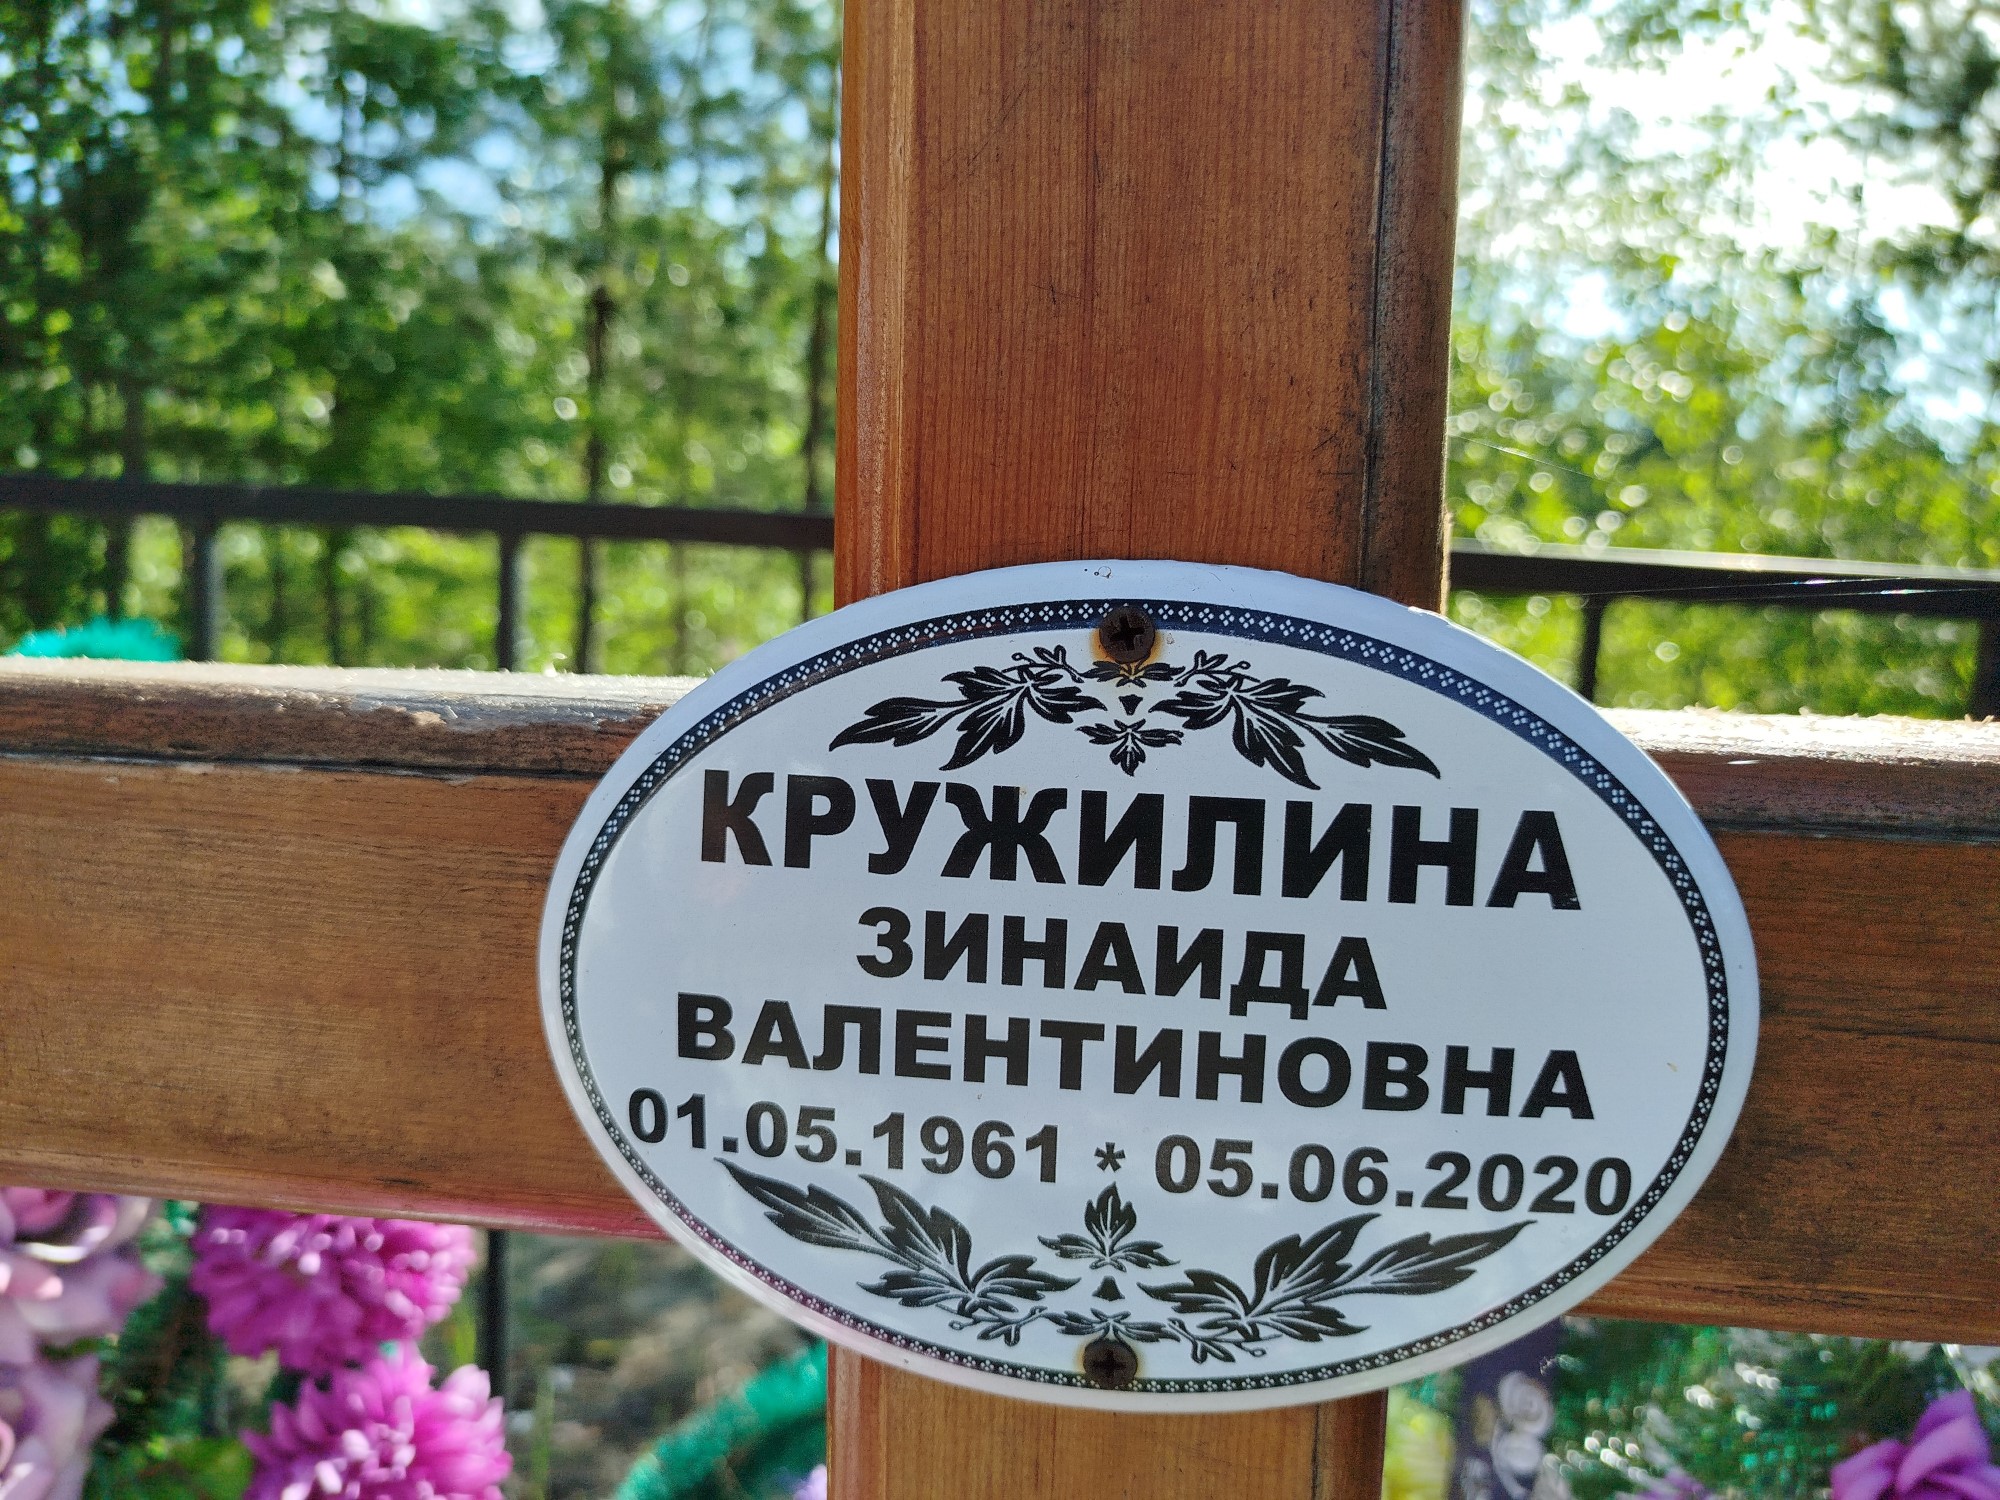 КРУЖИЛИНА
ЗИНАИДА
ВАЛЕНТИНОВНА
01.05.1961 * 05.06.2020